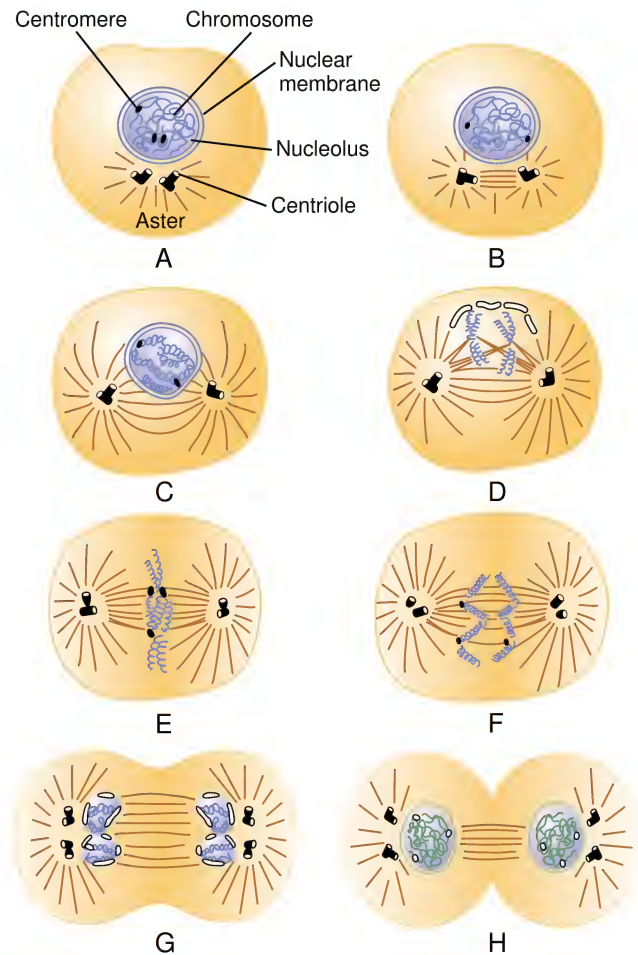 Centromere
Chromosome
Nuclear
membrane
Nucleolus
Centriole
Aster
A
B
C
D
E
F
G
H